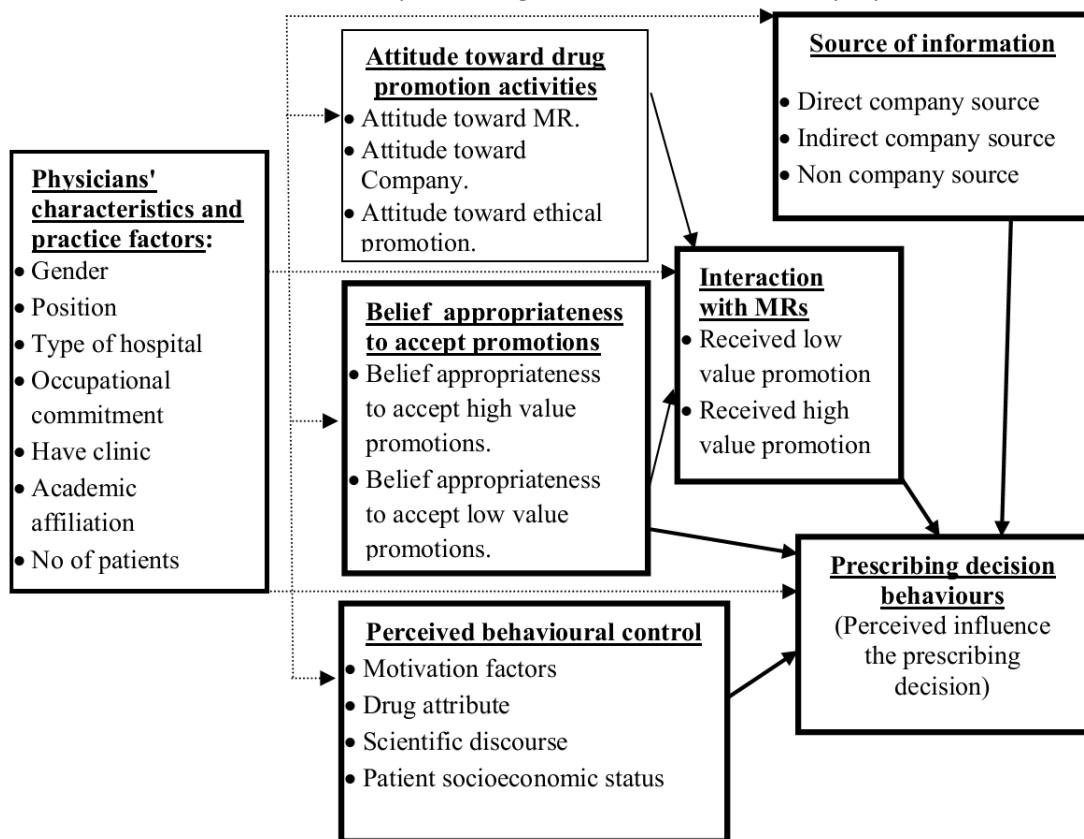 Physicians'
characteristics and
practice factors:
• Gender
• Position
• Type of hospital
• Occupational
commitment
• Have clinic
• Academic
affiliation
• No of patients
Attitude toward drug
promotion activities
• Attitude toward MR.
• Attitude toward
Company.
• Attitude toward ethical
promotion.
Belief appropriateness
to accept promotions
• Belief appropriateness
to accept high value
promotions.
• Belief appropriateness
to accept low value
promotions.
Perceived behavioural control
• Motivation factors
• Drug attribute
• Scientific discourse
• Patient socioeconomic status
Source of information
• Direct company source
• Indirect company source
• Non company source
Interaction
with MRs
• Received low
value promotion
• Received high
value promotion
Prescribing decision
behaviours
(Perceived influence
the prescribing
decision)